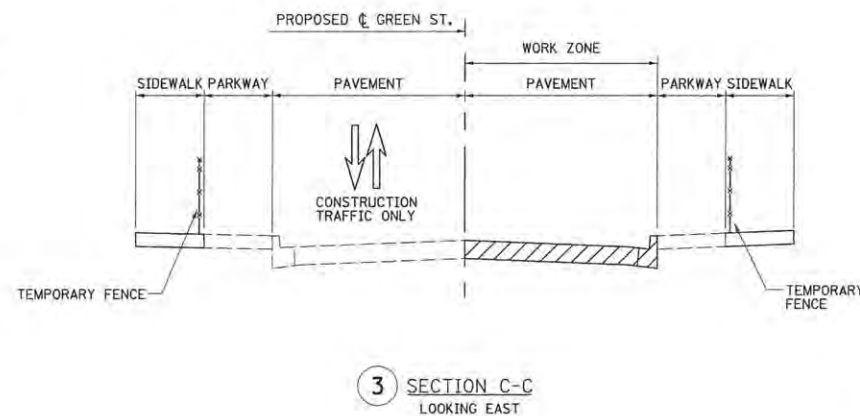 PROPOSED ℄ GREEN ST.
WORK ZONE
SIDEWALK PARKWAY PAVEMENT PAVEMENT PARKWAY SIDEWALK
CONSTRUCTION
TRAFFIC ONLY
TEMPORARY FENCE
TEMPORARY
FENCE
3 SECTION C-C
LOOKING EAST